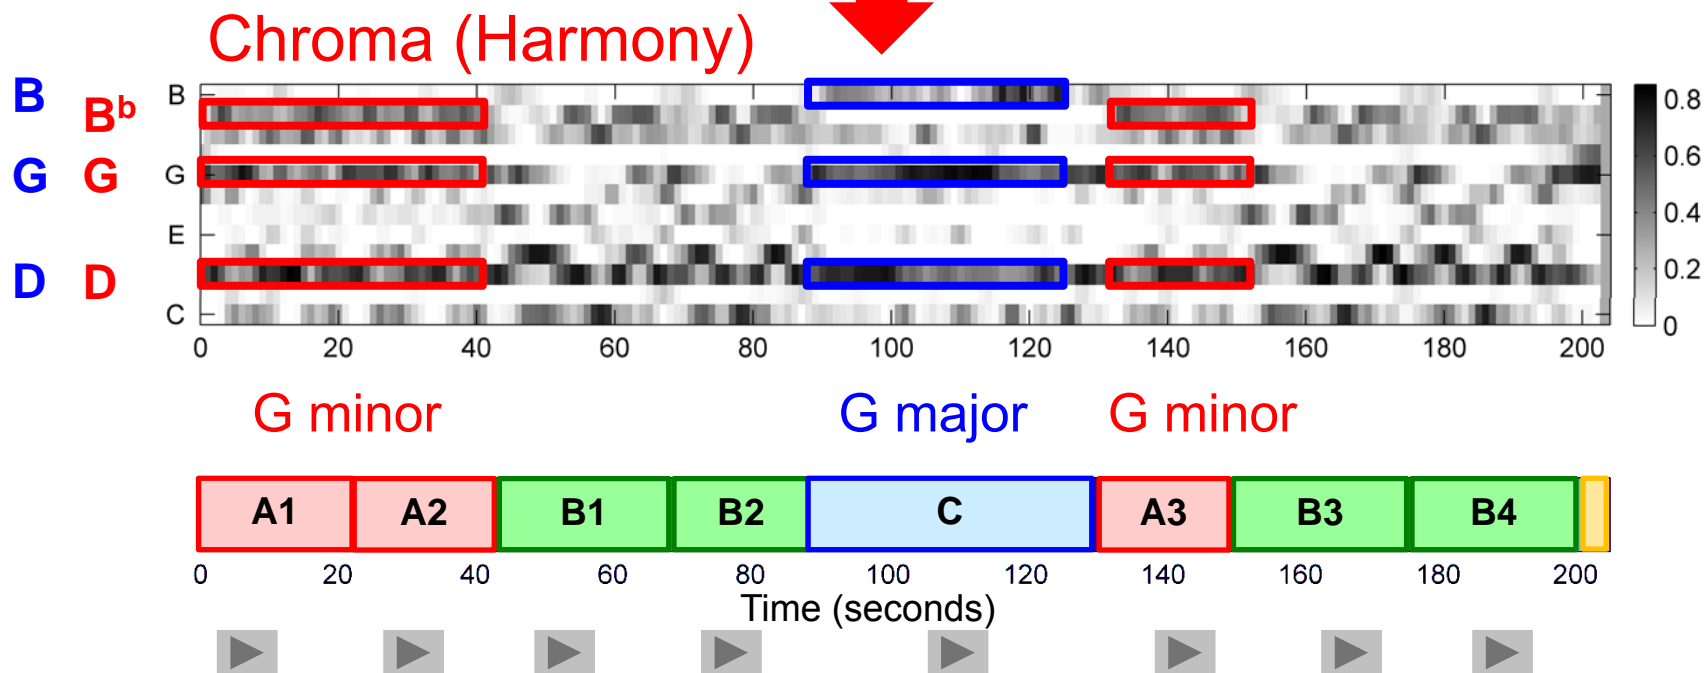 Chroma (Harmony)
B Bb B
G G G
E
D D
C
0 20 40 60 80 100 120 140 160 180 200
0.8
0.6
0.4
0.2
0
G minor G major G minor
A1 A2 B1 B2 C A3 B3 B4
0 20 40 60 80 100 120 140 160 180 200
Time (seconds)